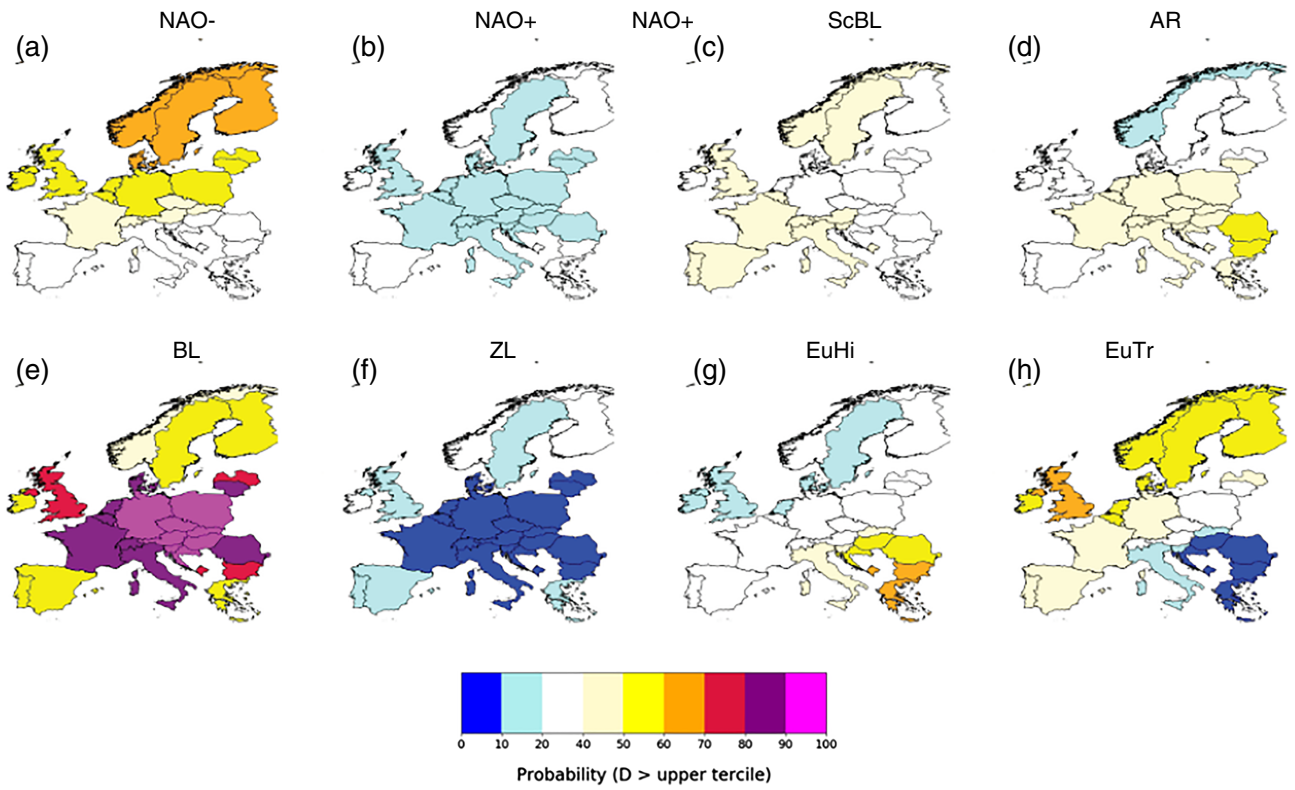 NAO- NAO+ NAO+ ScBL AR
(a) (b) (c) (d)
BL ZL EuHi EuTr
(e) (f) (g) (h)
0 10 20 40 50 60 70 80 90 100
Probability (D > upper tercile)